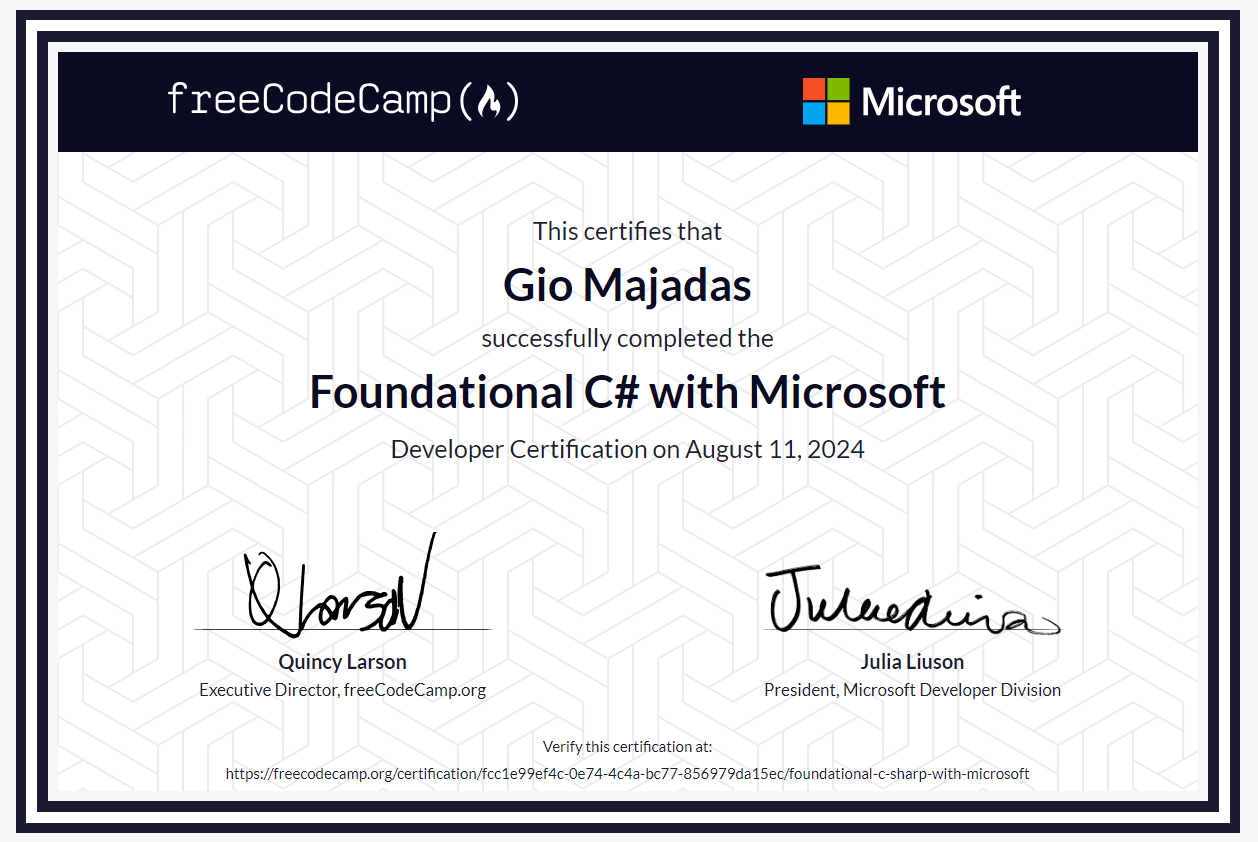 freeCodeCamp(🔥)
Microsoft
This certifies that
Gio Majadas
successfully completed the
Foundational C# with Microsoft
Developer Certification on August 11, 2024
Quincy Larson
Executive Director, freeCodeCamp.org
Julia Liuson
President, Microsoft Developer Division
Verify this certification at:
https://freecodecamp.org/certification/fcc1e99ef4c-0e74-4c4a-bc77-856979da15ec/foundational-c-sharp-with-microsoft